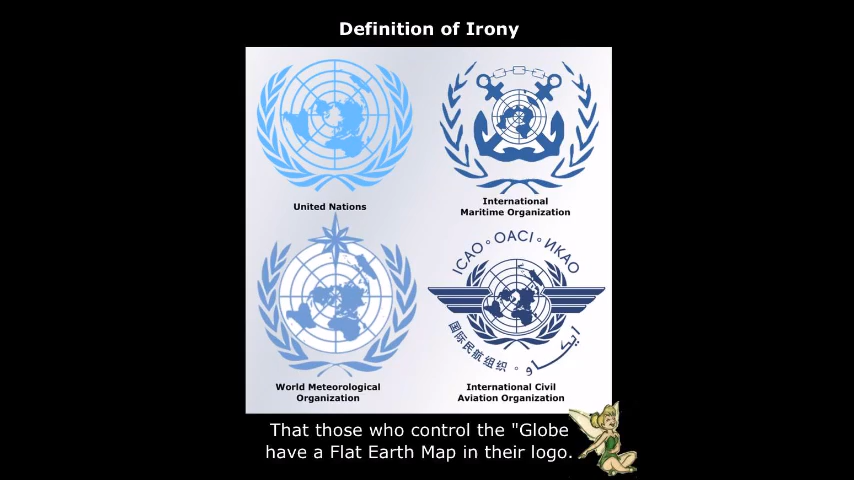 Definition of Irony
United Nations
International
Maritime Organization
ICAO◦OACI◦ИКАО
国际民航组织◦ايكاو
World Meteorological
Organization
International Civil
Aviation Organization
That those who control the "Globe
have a Flat Earth Map in their logo.